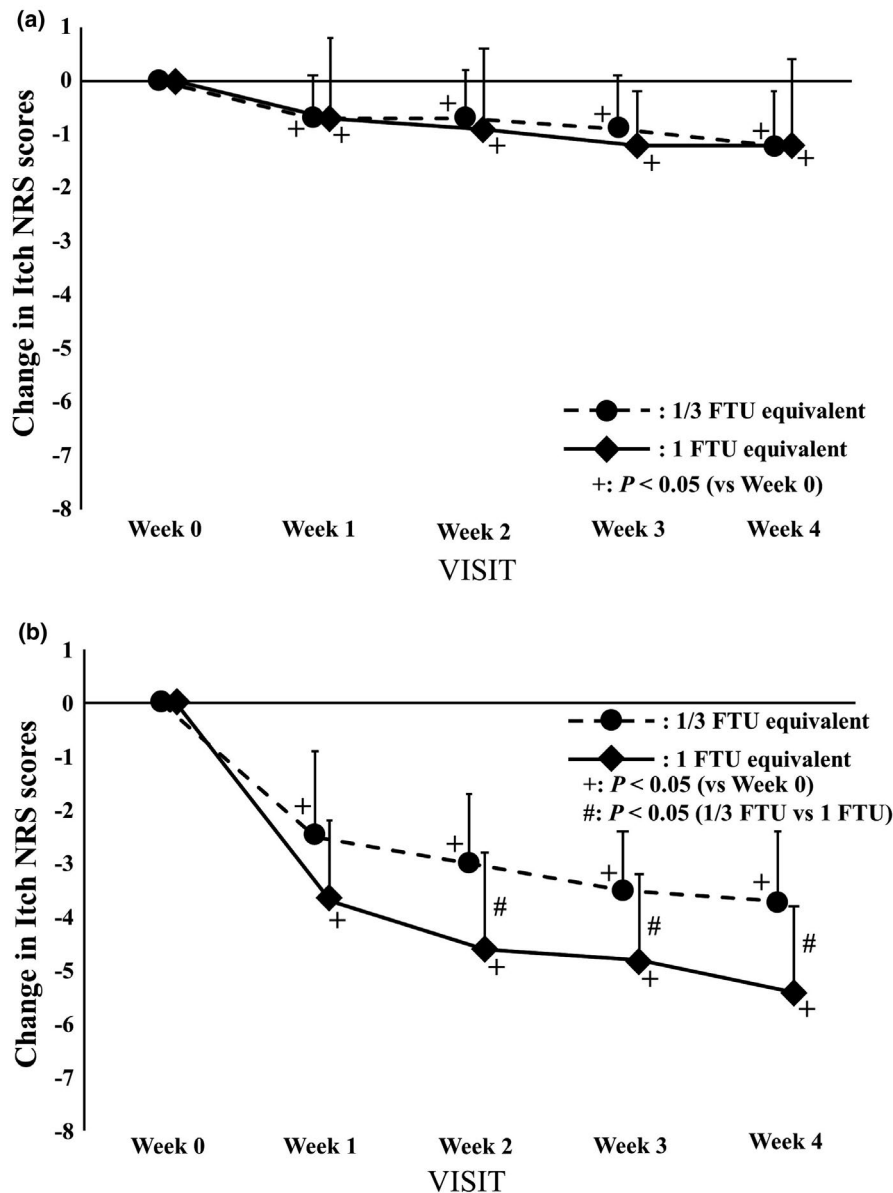 (a)
1
0
-1
-2
-3
-4
-5
-6
-7
-8
Change in Itch NRS scores
+
+
+
+
+
+
+
+
: 1/3 FTU equivalent
: 1 FTU equivalent
+: P < 0.05 (vs Week 0)
Week 0 Week 1 Week 2 Week 3 Week 4
VISIT
(b)
1
0
-1
-2
-3
-4
-5
-6
-7
-8
Change in Itch NRS scores
: 1/3 FTU equivalent
: 1 FTU equivalent
+: P < 0.05 (vs Week 0)
#: P < 0.05 (1/3 FTU vs 1 FTU)
+
+
+
+
#
#
#
+
+
+
+
Week 0 Week 1 Week 2 Week 3 Week 4
VISIT